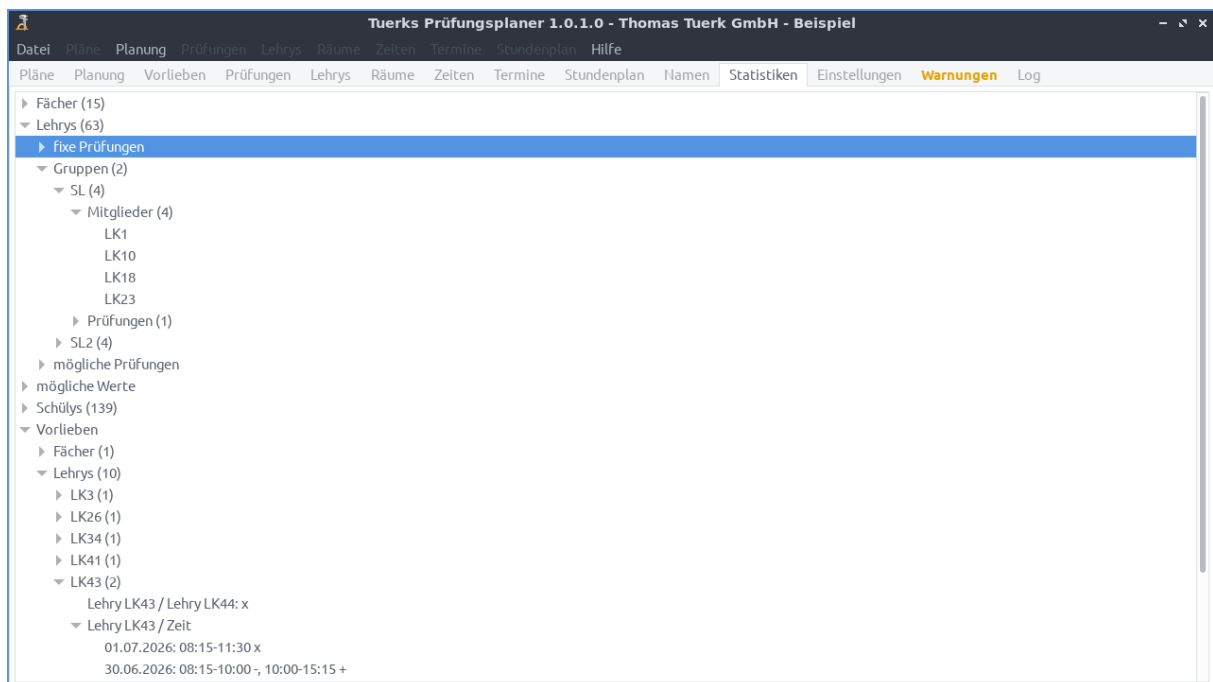 Tuerks Prüfungsplaner 1.0.1.0 - Thomas Tuerk GmbH - Beispiel
Datei Pläne Planung Prüfungen Lehrys Räume Zeiten Termine Stundenplan Hilfe
Pläne Planung Vorlieben Prüfungen Lehrys Räume Zeiten Termine Stundenplan Namen Statistiken Einstellungen Warnungen Log
Fächer (15)
Lehrys (63)
fixe Prüfungen
Gruppen (2)
SL (4)
Mitglieder (4)
LK1
LK10
LK18
LK23
Prüfungen (1)
SL2 (4)
mögliche Prüfungen
mögliche Werte
Schülys (139)
Vorlieben
Fächer (1)
Lehrys (10)
LK3 (1)
LK26 (1)
LK34 (1)
LK41 (1)
LK43 (2)
Lehry LK43 / Lehry LK44: x
Lehry LK43 / Zeit
01.07.2026: 08:15-11:30 x
30.06.2026: 08:15-10:00 -, 10:00-15:15 +